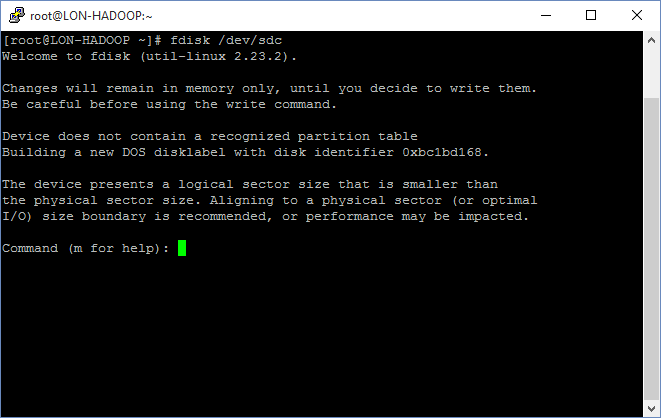 root@LON-HADOOP:~
[root@LON-HADOOP ~]# fdisk /dev/sdc
Welcome to fdisk (util-linux 2.23.2).
Changes will remain in memory only, until you decide to write them.
Be careful before using the write command.
Device does not contain a recognized partition table
Building a new DOS disklabel with disk identifier 0xbc1bd168.
The device presents a logical sector size that is smaller than
the physical sector size. Aligning to a physical sector (or optimal
I/O) size boundary is recommended, or performance may be impacted.
Command (m for help):